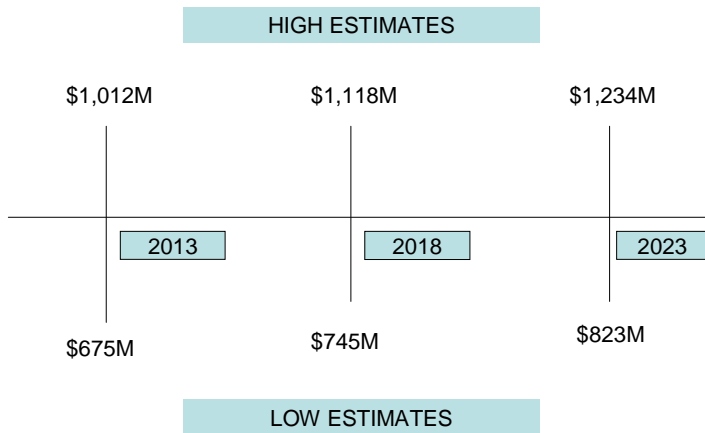 HIGH ESTIMATES
$1,012M $1,118M $1,234M
2013 2018 2023
$675M $745M $823M
LOW ESTIMATES